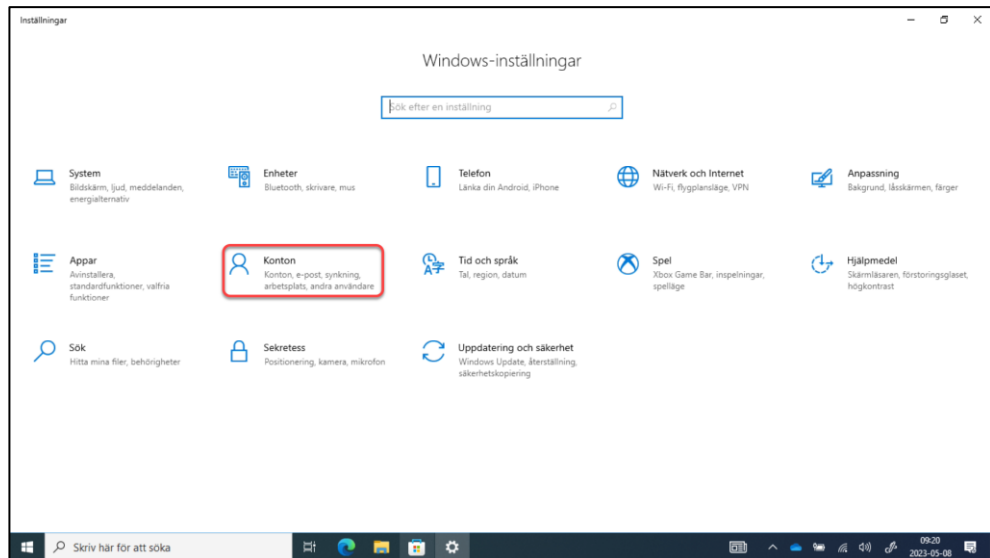 Inställningar
Windows-inställningar
Sök efter en inställning
System
Bildskärm, ljud, meddelanden,
energialternativ
Enheter
Bluetooth, skrivare, mus
Telefon
Länka din Android, iPhone
Nätverk och Internet
Wi-Fi, flygplansläge, VPN
Anpassning
Bakgrund, låsskärmen, färger
Appar
Avinstallera,
standardfunktioner, valfria
funktioner
Konton
Konton, e-post, synkning,
arbetsplats, andra användare
Tid och språk
Tal, region, datum
Spel
Xbox Game Bar, inspelningar,
spelläge
Hjälpmedel
Skärmläsaren, förstoringsglaset,
högkontrast
Sök
Hitta mina filer, behörigheter
Sekretess
Positionering, kamera, mikrofon
Uppdatering och säkerhet
Windows Update, återställning,
säkerhetskopiering
Skriv här för att söka
09:20
2023-05-08